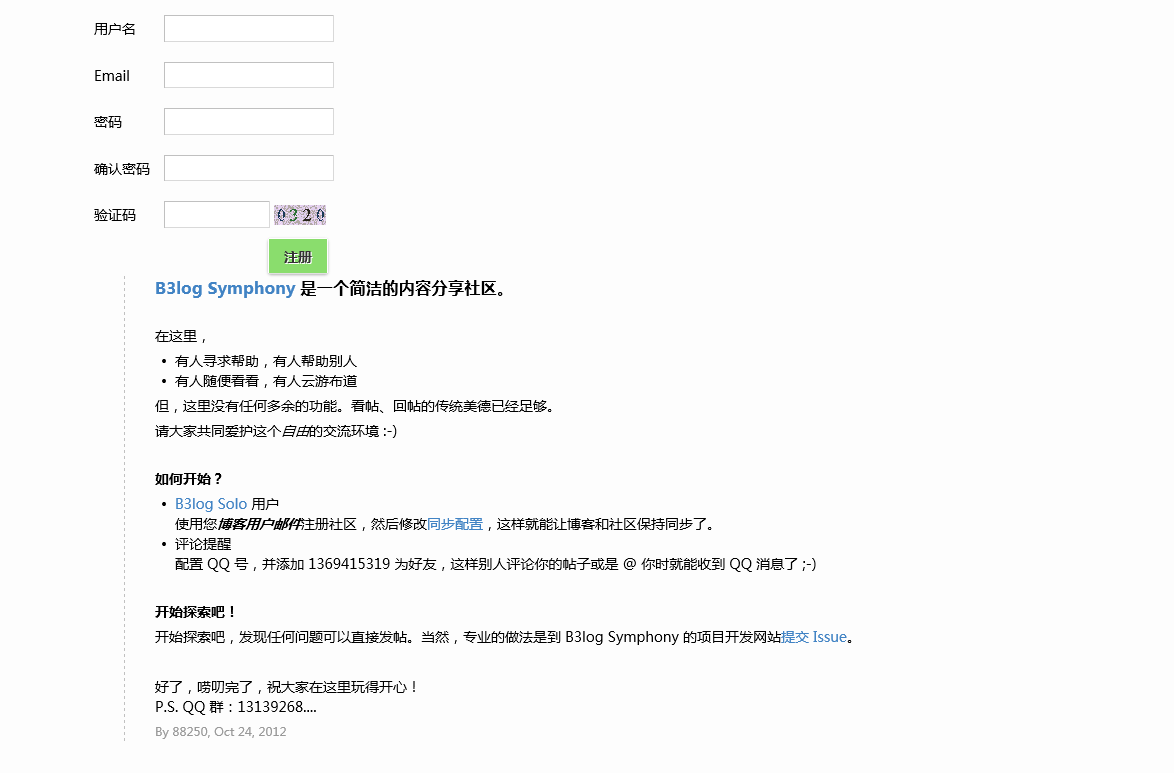 用户名
Email
密码
确认密码
验证码 0320
注册
B3log Symphony 是一个简洁的内容分享社区。
在这里，
• 有人寻求帮助，有人帮助别人
• 有人随便看看，有人云游布道
但，这里没有任何多余的功能。看帖、回帖的传统美德已经足够。
请大家共同爱护这个自由的交流环境 :-)
如何开始？
• B3log Solo 用户
使用您博客用户邮件注册社区，然后修改同步配置，这样就能让博客和社区保持同步了。
• 评论提醒
配置 QQ 号，并添加 1369415319 为好友，这样别人评论你的帖子或是 @ 你时就能收到 QQ 消息了 ;-)
开始探索吧！
开始探索吧，发现任何问题可以直接发帖。当然，专业的做法是到 B3log Symphony 的项目开发网站提交 Issue。
好了，唠叨完了，祝大家在这里玩得开心！
P.S. QQ 群：13139268....
By 88250, Oct 24, 2012